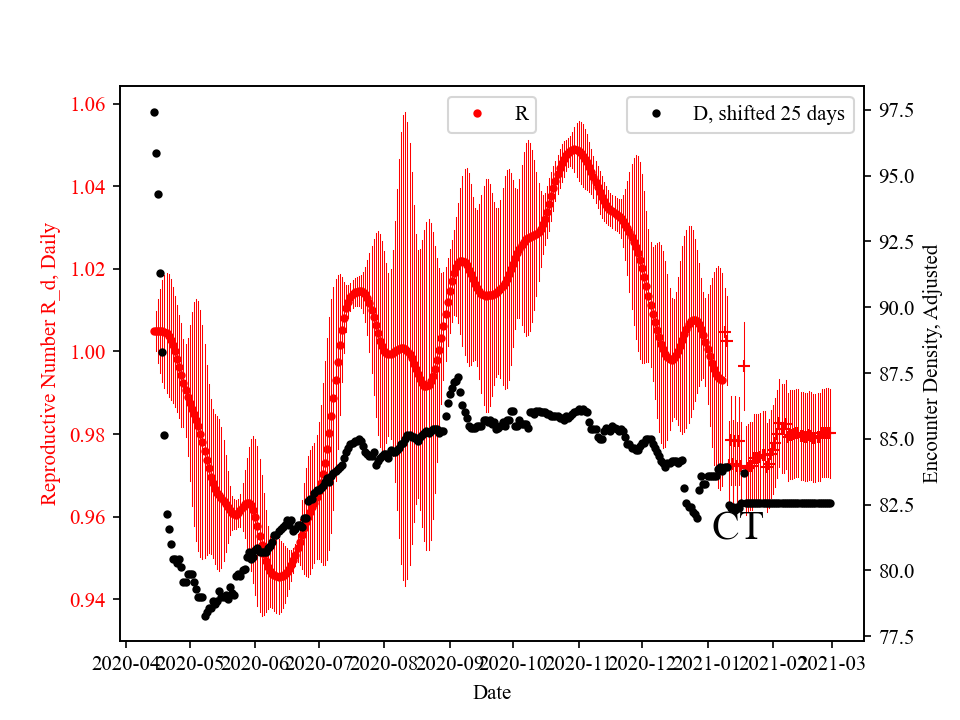 R
D, shifted 25 days
Reproductive Number R_d, Daily
1.06
1.04
1.02
1.00
0.98
0.96
0.94
97.5
95.0
92.5
90.0
87.5
85.0
82.5
80.0
77.5
Encounter Density, Adjusted
CT
2020-04 2020-05 2020-06 2020-07 2020-08 2020-09 2020-10 2020-11 2020-12 2021-01 2021-02 2021-03
Date